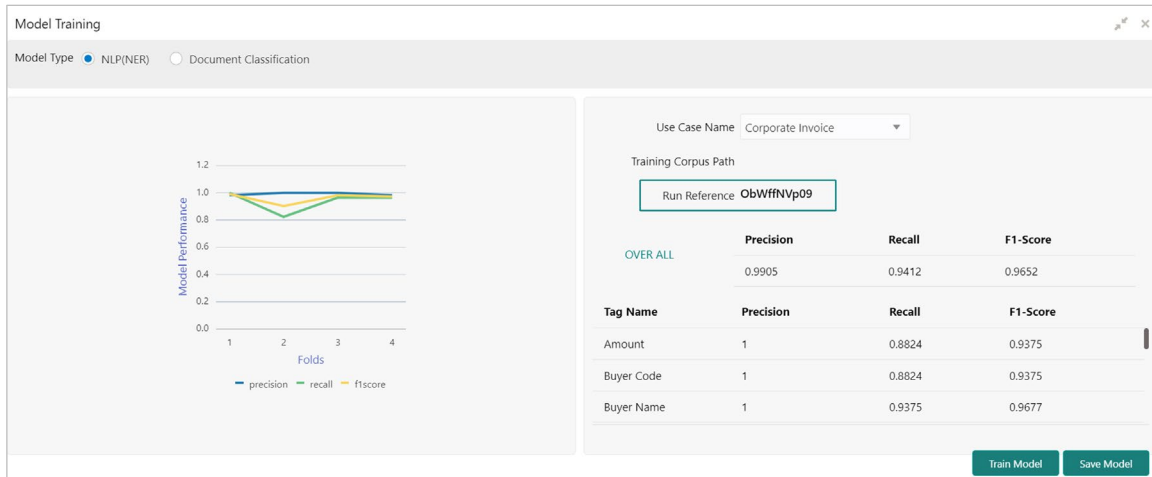 Model Training
Model Type NLP(NER) Document Classification
1.2
1.0
0.8
0.6
0.4
0.2
0.0
Model Performance
1 2 3 4
Folds
precision recall f1score
Use Case Name Corporate Invoice
Training Corpus Path
Run Reference ObWffNVp09
OVER ALL
Precision Recall F1-Score
0.9905 0.9412 0.9652
Tag Name Precision Recall F1-Score
Amount 1 0.8824 0.9375
Buyer Code 1 0.8824 0.9375
Buyer Name 1 0.9375 0.9677
Train Model Save Model